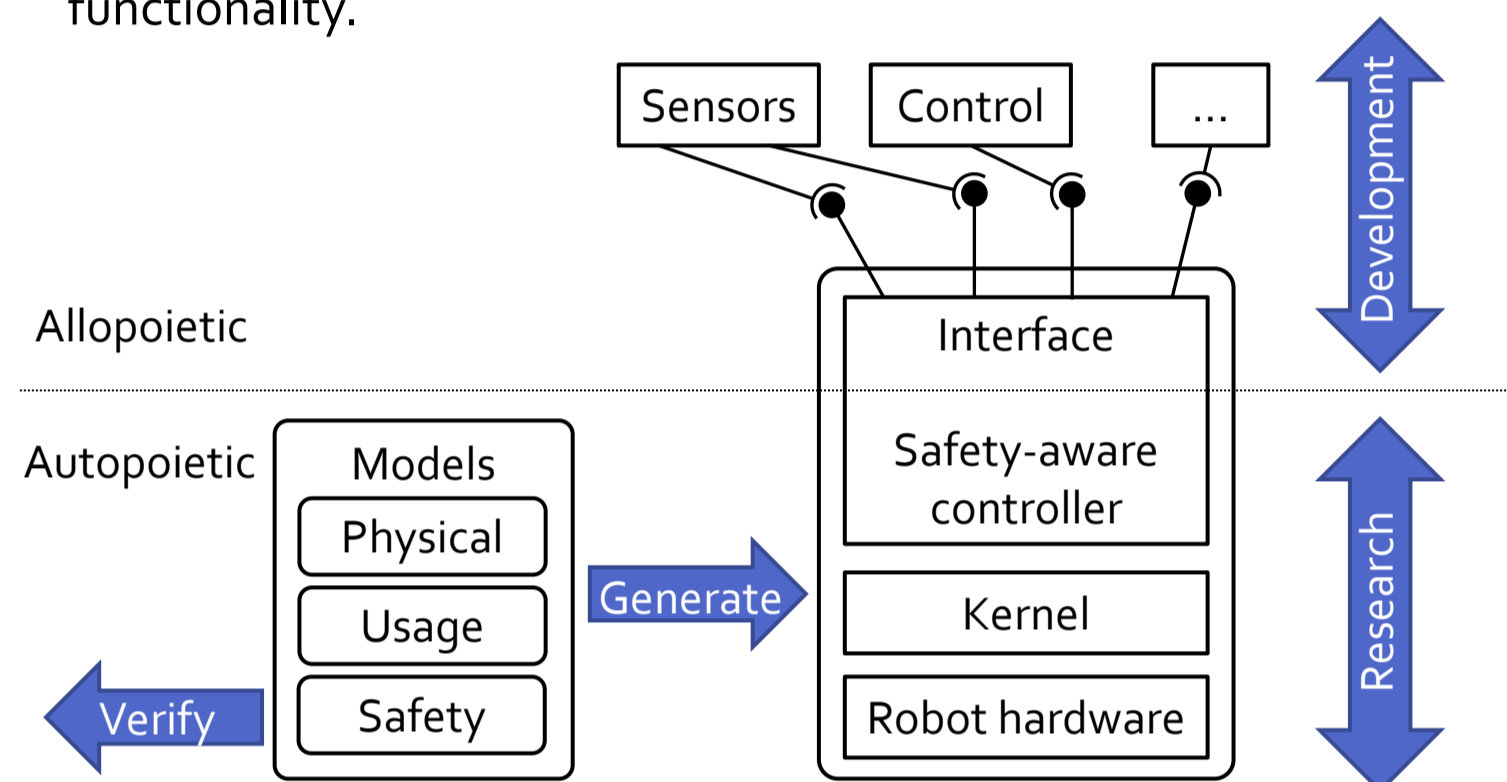 functionality.
Sensors
Control
...
Development
Allopoietic
Interface
Autopoietic
Models
Physical
Usage
Safety
Verify
Generate
Safety-aware
controller
Kernel
Robot hardware
Research